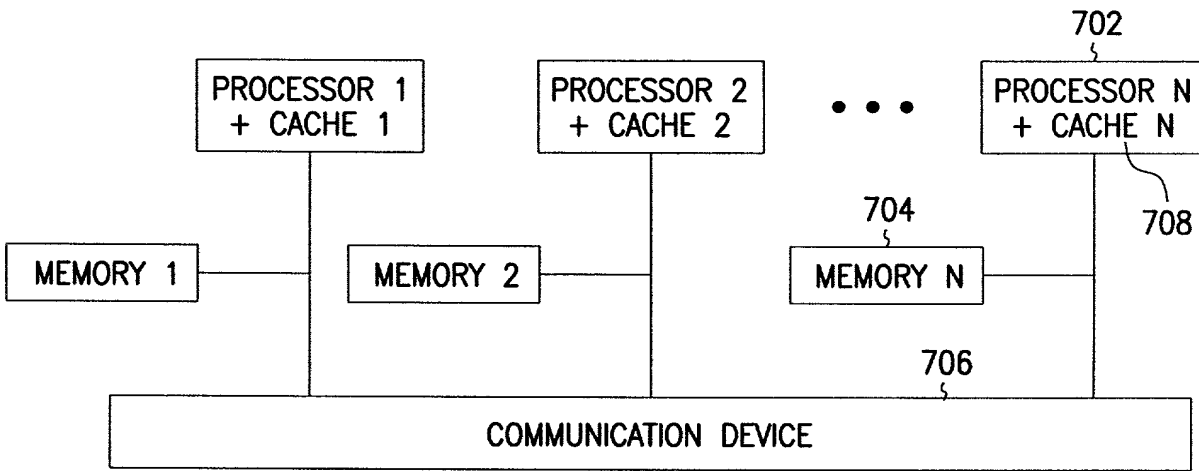 702
PROCESSOR 1
+ CACHE 1
PROCESSOR 2
+ CACHE 2
PROCESSOR N
+ CACHE N
708
704
MEMORY 1
MEMORY 2
MEMORY N
706
COMMUNICATION DEVICE